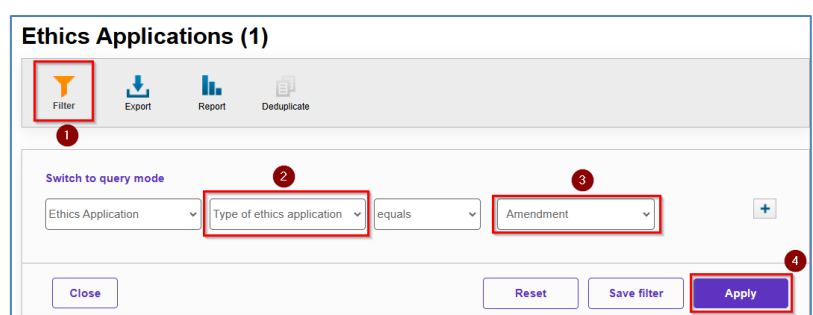 Ethics Applications (1)
Filter Export Report Deduplicate
1
Switch to query mode 2 3
Ethics Application Type of ethics application equals Amendment +
4
Close Reset Save filter Apply